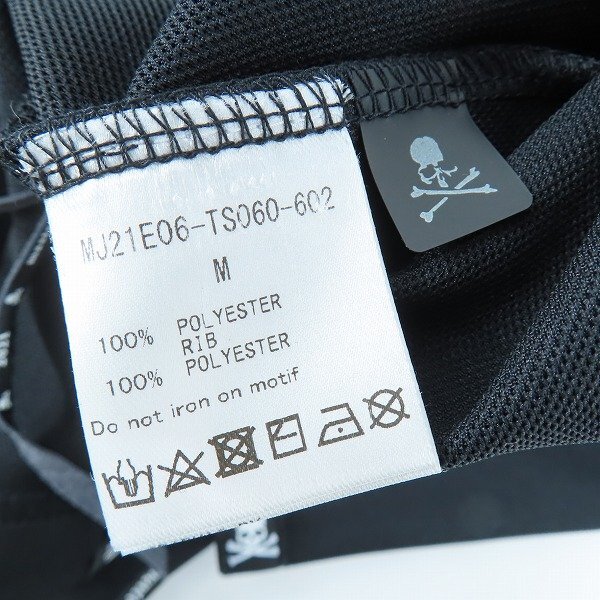 MJ21E06-TS060-602
M
100% POLYESTER
RIB
100% POLYESTER
Do not iron on motif